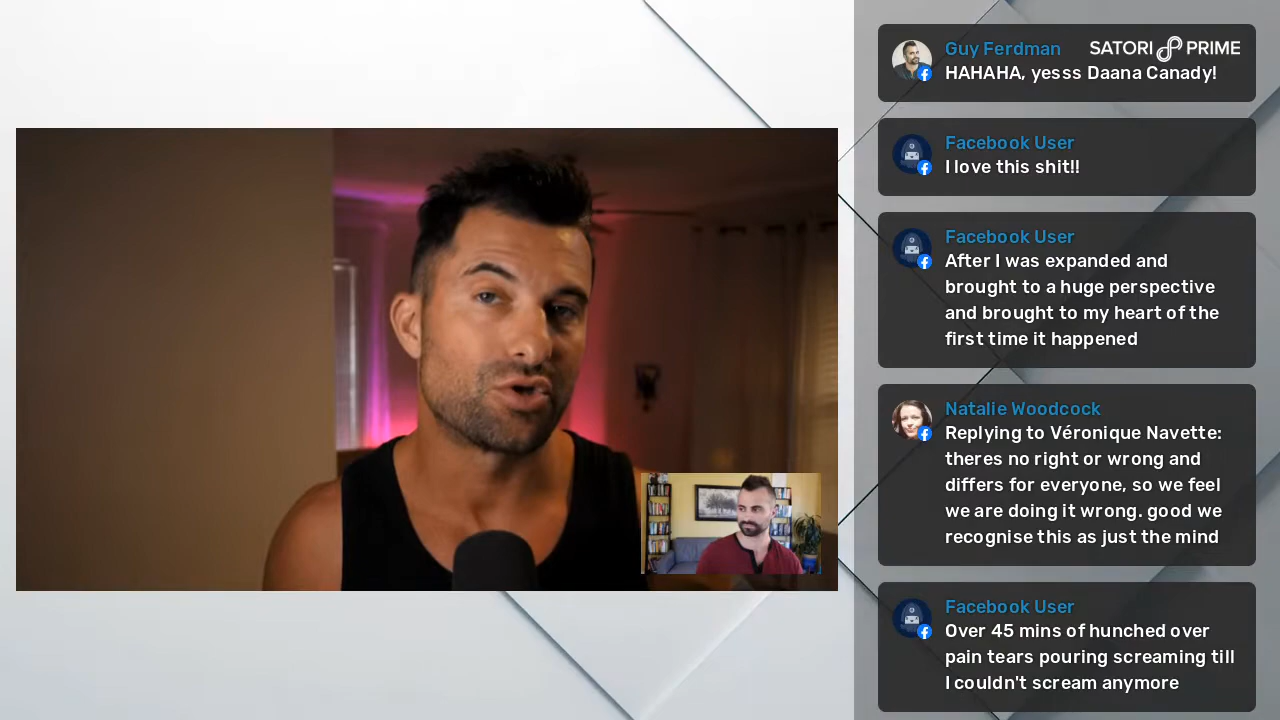 Guy Ferdman
SATORI PRIME
HAHAHA, yesss Daana Canady!
Facebook User
I love this shit!!
Facebook User
After I was expanded and
brought to a huge perspective
and brought to my heart of the
first time it happened
Natalie Woodcock
Replying to Véronique Navette:
theres no right or wrong and
differs for everyone, so we feel
we are doing it wrong. good we
recognise this as just the mind
Facebook User
Over 45 mins of hunched over
pain tears pouring screaming till
I couldn't scream anymore